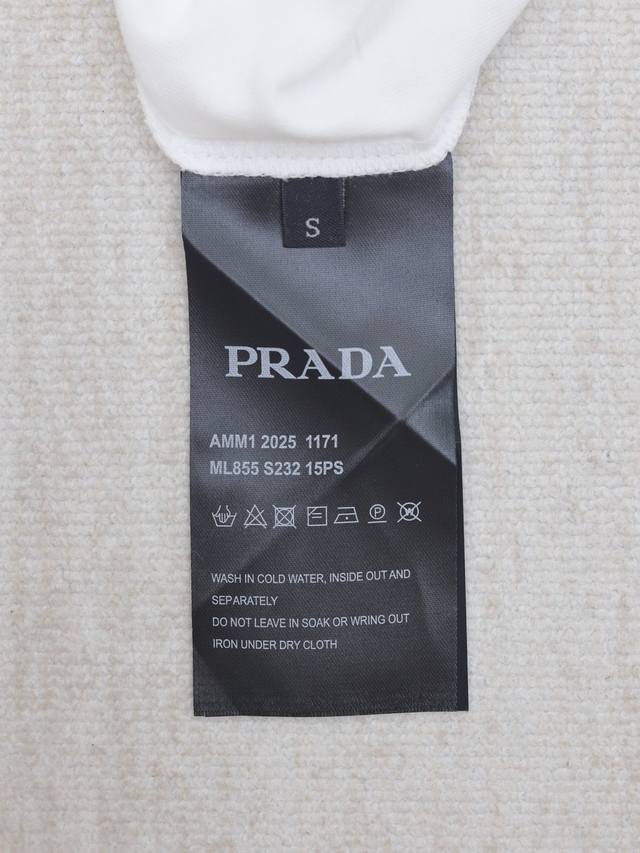 S
PRADA
AMM1 2025 1171
ML855 S232 15PS
P W
WASH IN COLD WATER, INSIDE OUT AND
SEPARATELY
DO NOT LEAVE IN SOAK OR WRING OUT
IRON UNDER DRY CLOTH